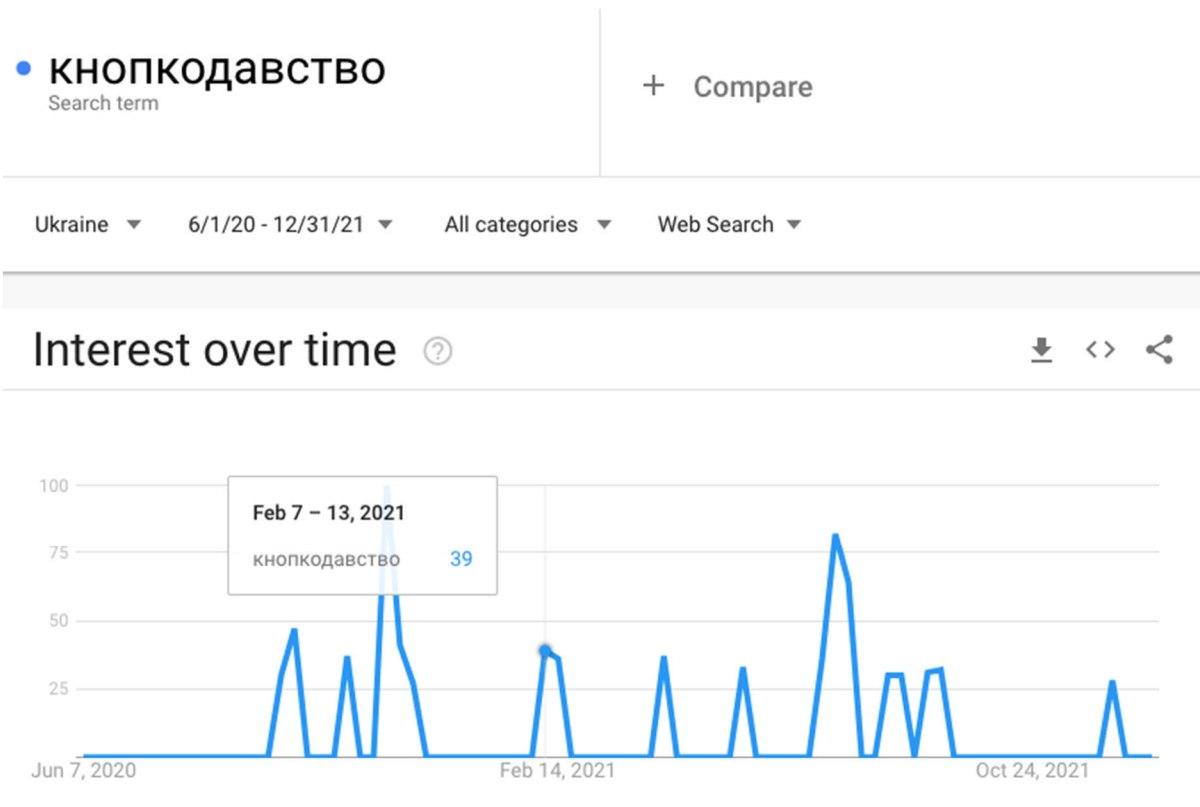 кнопкодавство
Search term
+ Compare
Ukraine 6/1/20 - 12/31/21 All categories Web Search
Interest over time ?
100
Feb 7 – 13, 2021
75
кнопкодавство 39
50
25
Jun 7, 2020 Feb 14, 2021 Oct 24, 2021